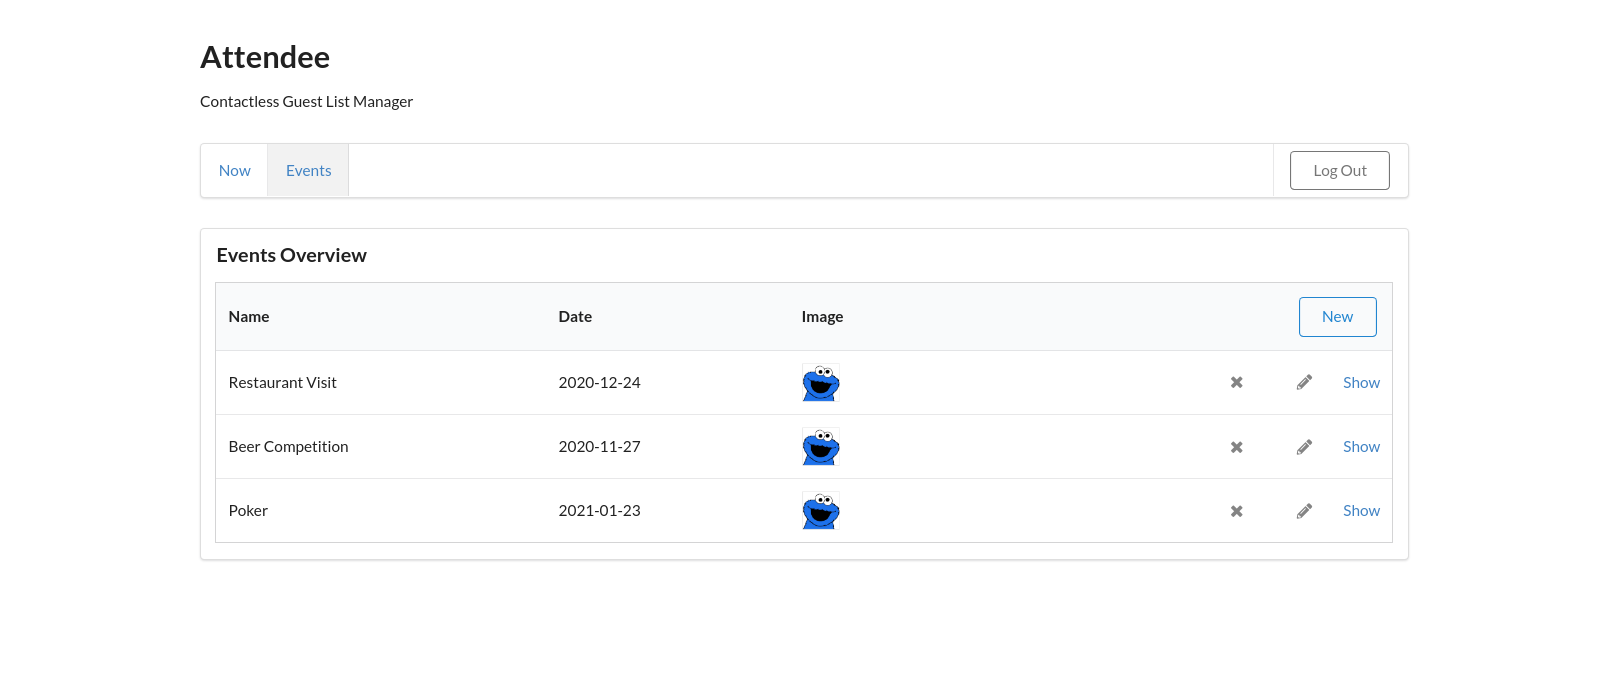 Attendee
Contactless Guest List Manager
Now Events Log Out
Events Overview
Name Date Image New
Restaurant Visit 2020-12-24 Show
Beer Competition 2020-11-27 Show
Poker 2021-01-23 Show